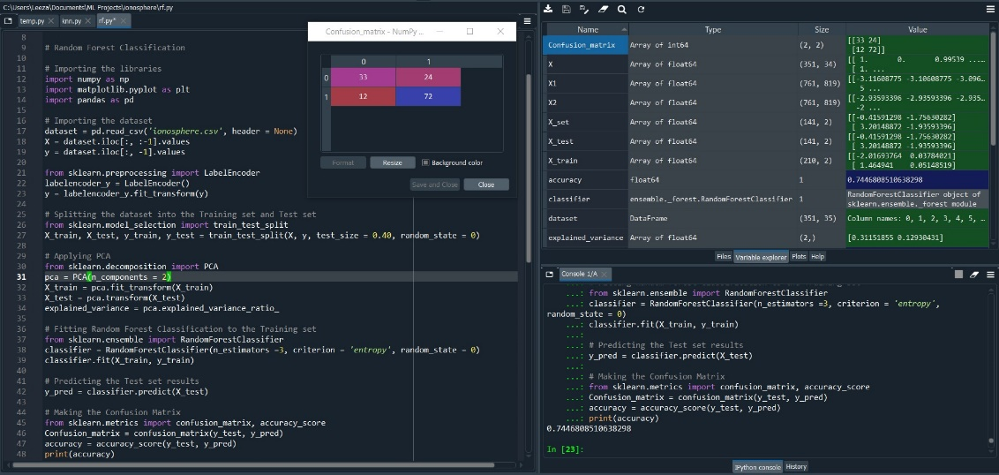 C:\Users\Leeza\Documents\ML Projects\ionosphere\rf.py
temp.py
knn.py
rf.py*
8
9 # Random Forest Classification
10
11 # Importing the libraries
12 import numpy as np
13 import matplotlib.pyplot as plt
14 import pandas as pd
15
16 # Importing the dataset
17 dataset = pd.read_csv('ionosphere.csv', header = None)
18 X = dataset.iloc[:, :-1].values
19 y = dataset.iloc[:, -1].values
20
21 from sklearn.preprocessing import LabelEncoder
22 labelencoder_y = LabelEncoder()
23 y = labelencoder_y.fit_transform(y)
24
25 # Splitting the dataset into the Training set and Test set
26 from sklearn.model_selection import train_test_split
27 X_train, X_test, y_train, y_test = train_test_split(X, y, test_size = 0.40, random_state = 0)
28
29 # Applying PCA
30 from sklearn.decomposition import PCA
31 pca = PCA(n_components = 2)
32 X_train = pca.fit_transform(X_train)
33 X_test = pca.transform(X_test)
34 explained_variance = pca.explained_variance_ratio_
35
36 # Fitting Random Forest Classification to the Training set
37 from sklearn.ensemble import RandomForestClassifier
38 classifier = RandomForestClassifier(n_estimators =3, criterion = 'entropy', random_state = 0)
39 classifier.fit(X_train, y_train)
40
41 # Predicting the Test set results
42 y_pred = classifier.predict(X_test)
43
44 # Making the Confusion Matrix
45 from sklearn.metrics import confusion_matrix, accuracy_score
46 Confusion_matrix = confusion_matrix(y_test, y_pred)
47 accuracy = accuracy_score(y_test, y_pred)
48 print(accuracy)
Confusion_matrix - NumPy ...
0 1
0 33 24
1 12 72
Format Resize Background color
Save and Close Close
Name Type Size Value
Confusion_matrix Array of int64 (2, 2) [[33 24]
[12 72]]
X Array of float64 (351, 34) [[ 1. 0. 0.99539 ...
[ 1. ...
X1 Array of float64 (761, 819) [[-3.11608775 -3.10608775 -3.096...
5 ...
X2 Array of float64 (761, 819) [[-2.93593396 -2.93593396 -2.935...
-2 ...
X_set Array of float64 (141, 2) [[-0.41591298 -1.75630282]
[ 3.20148872 -1.93593396]
X_test Array of float64 (141, 2) [[-0.41591298 -1.75630282]
[ 3.20148872 -1.93593396]
X_train Array of float64 (210, 2) [[-2.01693764 0.03784021]
[ 1.464941 0.05148519]
accuracy float64 1 0.7446808510638298
classifier ensemble._forest.RandomForestClassifier 1 RandomForestClassifier object of
sklearn.ensemble._forest module
dataset DataFrame (351, 35) Column names: 0, 1, 2, 3, 4, 5, ...
explained_variance Array of float64 (2,) [0.31151855 0.12930431]
Files Variable explorer Plots Help
Console 1/A
...: from sklearn.ensemble import RandomForestClassifier
...: classifier = RandomForestClassifier(n_estimators =3, criterion = 'entropy',
random_state = 0)
...: classifier.fit(X_train, y_train)
...:
...: # Predicting the Test set results
...: y_pred = classifier.predict(X_test)
...:
...: # Making the Confusion Matrix
...: from sklearn.metrics import confusion_matrix, accuracy_score
...: Confusion_matrix = confusion_matrix(y_test, y_pred)
...: accuracy = accuracy_score(y_test, y_pred)
...: print(accuracy)
0.7446808510638298
In [23]:
IPython console History